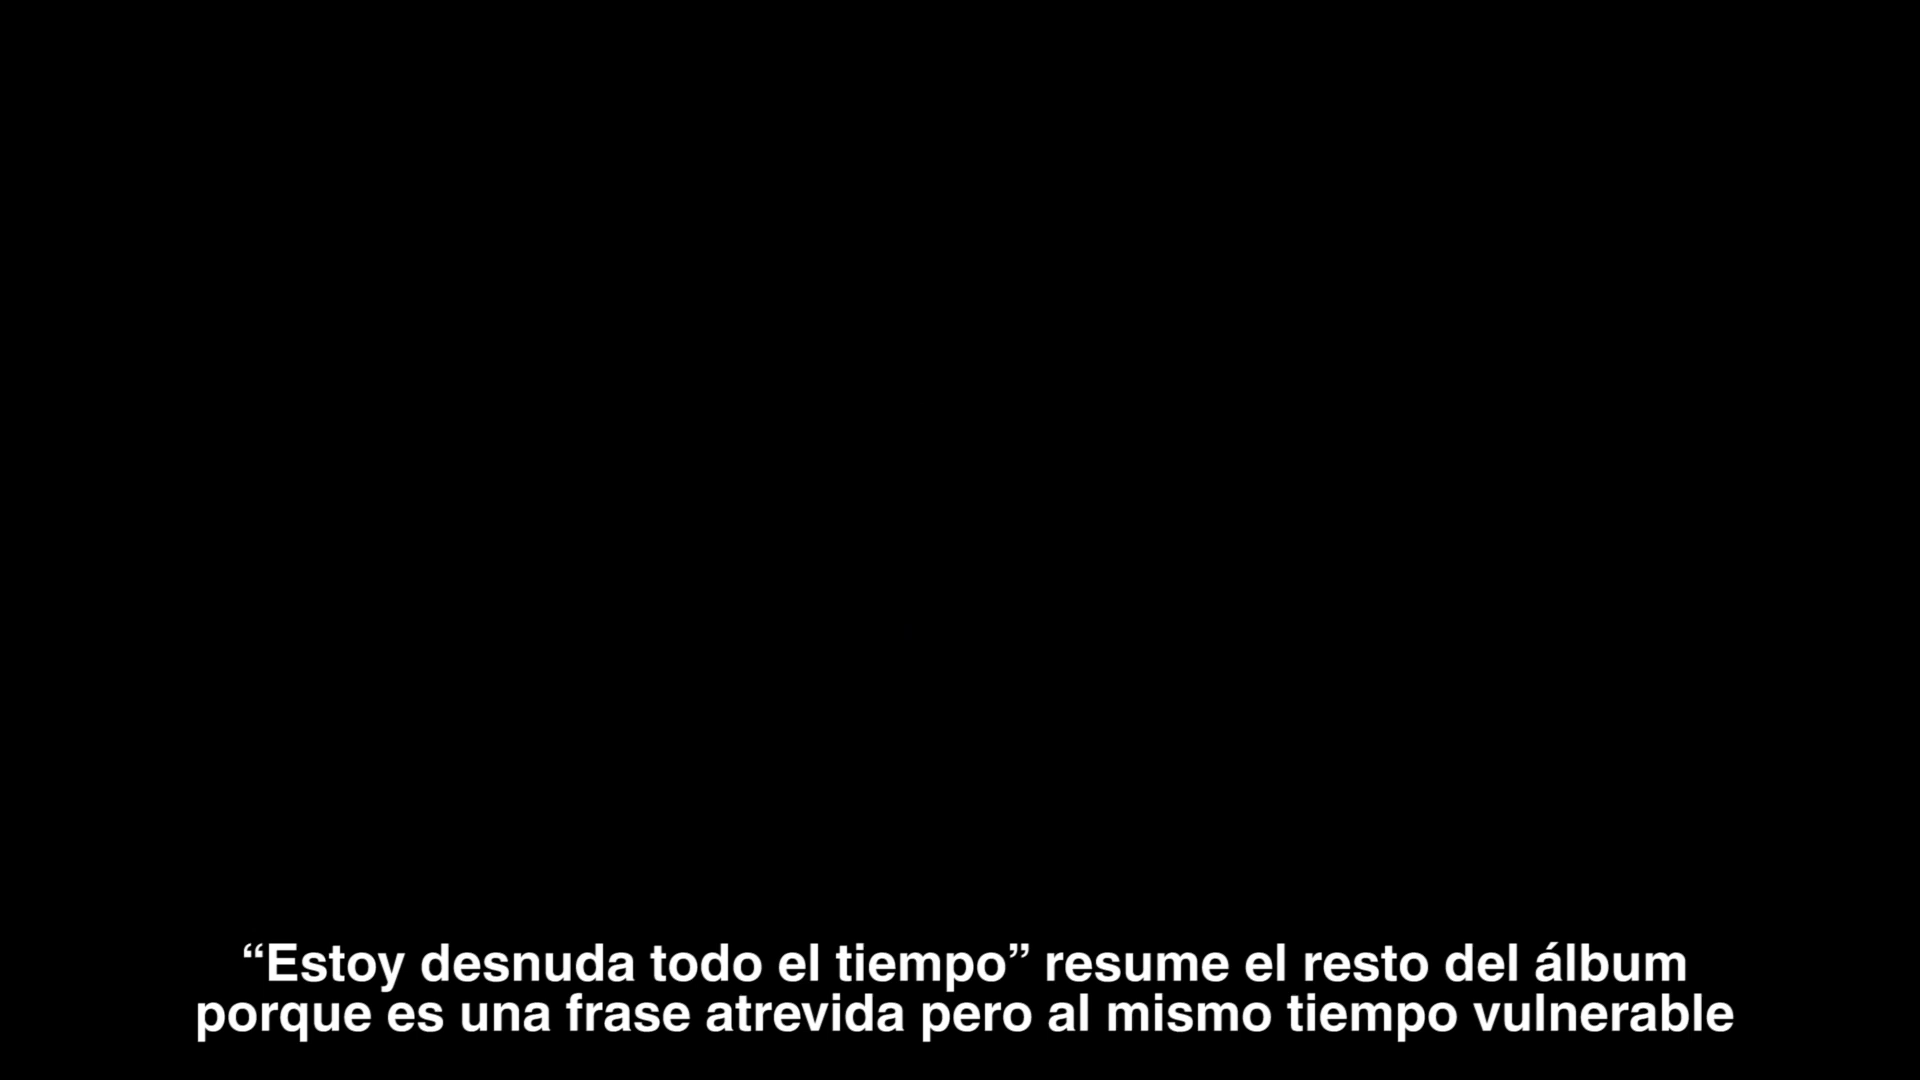 “Estoy desnuda todo el tiempo” resume el resto del álbum
porque es una frase atrevida pero al mismo tiempo vulnerable